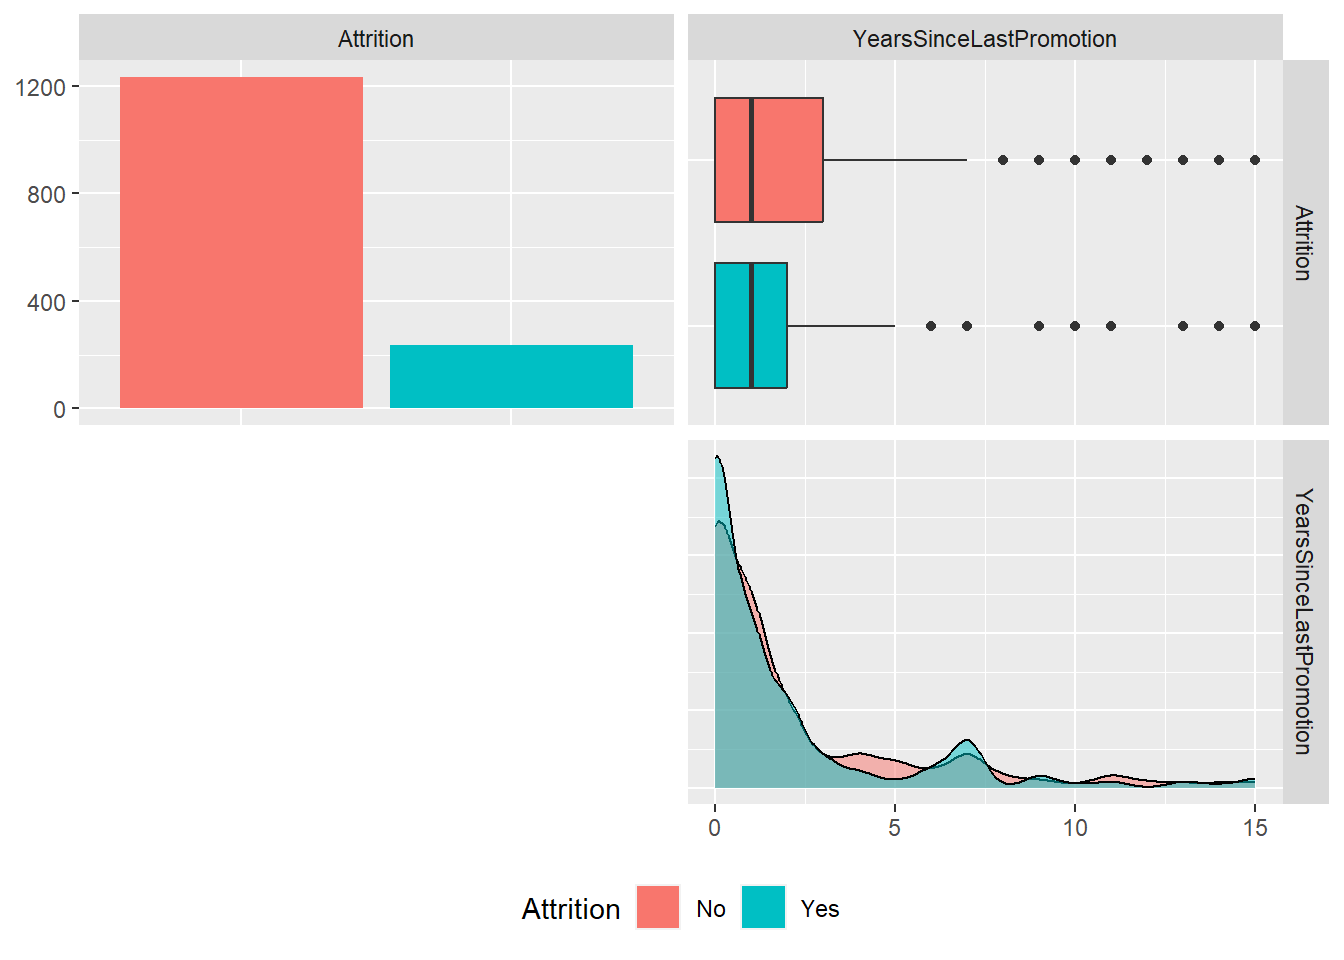 Attrition
YearsSinceLastPromotion
1200
800
400
0
Attrition
YearsSinceLastPromotion
0 5 10 15
Attrition No Yes